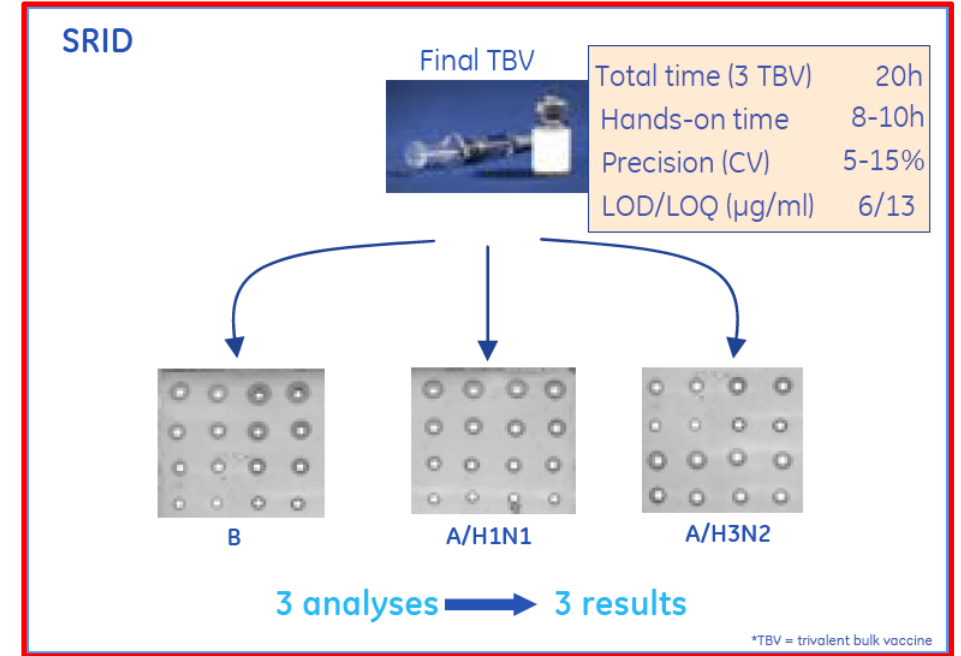 SRID
Final TBV
Total time (3 TBV) 20h
Hands-on time 8-10h
Precision (CV) 5-15%
LOD/LOQ (µg/ml) 6/13
B
A/H1N1
A/H3N2
3 analyses 3 results
*TBV = trivalent bulk vaccine